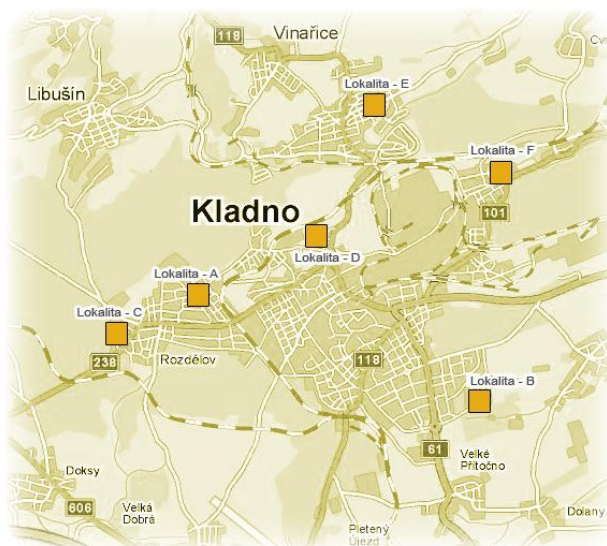 118
Vinařice
Lokalita - E
Libušín
Lokalita - F
Kladno
101
Lokalita - D
Lokalita - A
Lokalita - C
238
Rozdělov
118
Lokalita - B
61
Velké
Přítočno
Doksy
606
Velká
Dobrá
Dolany
Pletený
Újezd